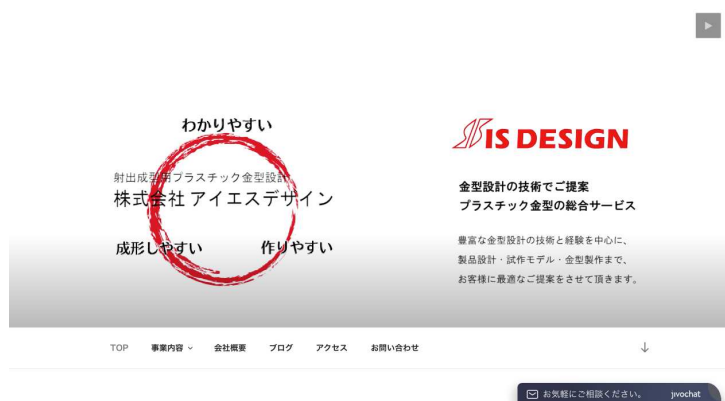 わかりやすい
射出成型用プラスチック金型設計
株式会社 アイエスデザイン
成形しやすい
作りやすい
IS DESIGN
金型設計の技術でご提案
プラスチック金型の総合サービス
豊富な金型設計の技術と経験を中心に、
製品設計・試作モデル・金型製作まで、
お客様に最適なご提案をさせて頂きます。
TOP 事業内容 会社概要 ブログ アクセス お問い合わせ
お気軽にご相談ください。 jivochat